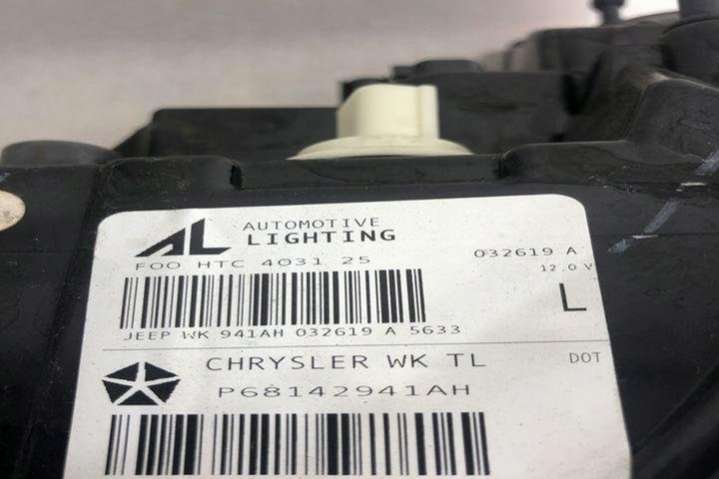 AL AUTOMOTIVE
LIGHTING
FOO HTC 4031 25
032619 A
12.0 V
L
JEEP WK 941AH 032619 A 5633
CHRYSLER WK TL
DOT
P68142941AH